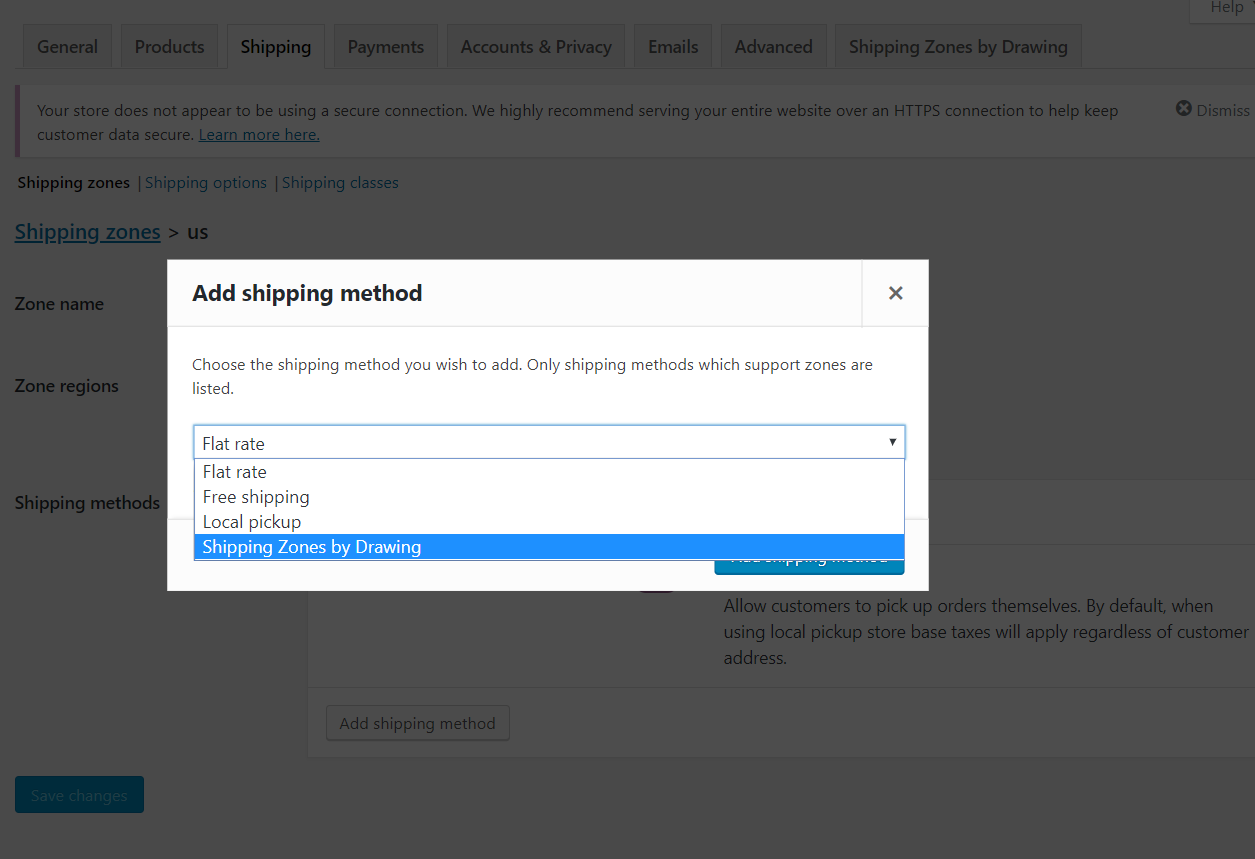 Help
General Products Shipping Payments Accounts & Privacy Emails Advanced Shipping Zones by Drawing
Your store does not appear to be using a secure connection. We highly recommend serving your entire website over an HTTPS connection to help keep
customer data secure. Learn more here.
Dismiss
Shipping zones | Shipping options | Shipping classes
Shipping zones > us
Zone name
Zone regions
Shipping methods
Add shipping method
Choose the shipping method you wish to add. Only shipping methods which support zones are
listed.
Flat rate
Flat rate
Free shipping
Local pickup
Shipping Zones by Drawing
Add shipping method
Allow customers to pick up orders themselves. By default, when
using local pickup store base taxes will apply regardless of customer
address.
Add shipping method
Save changes